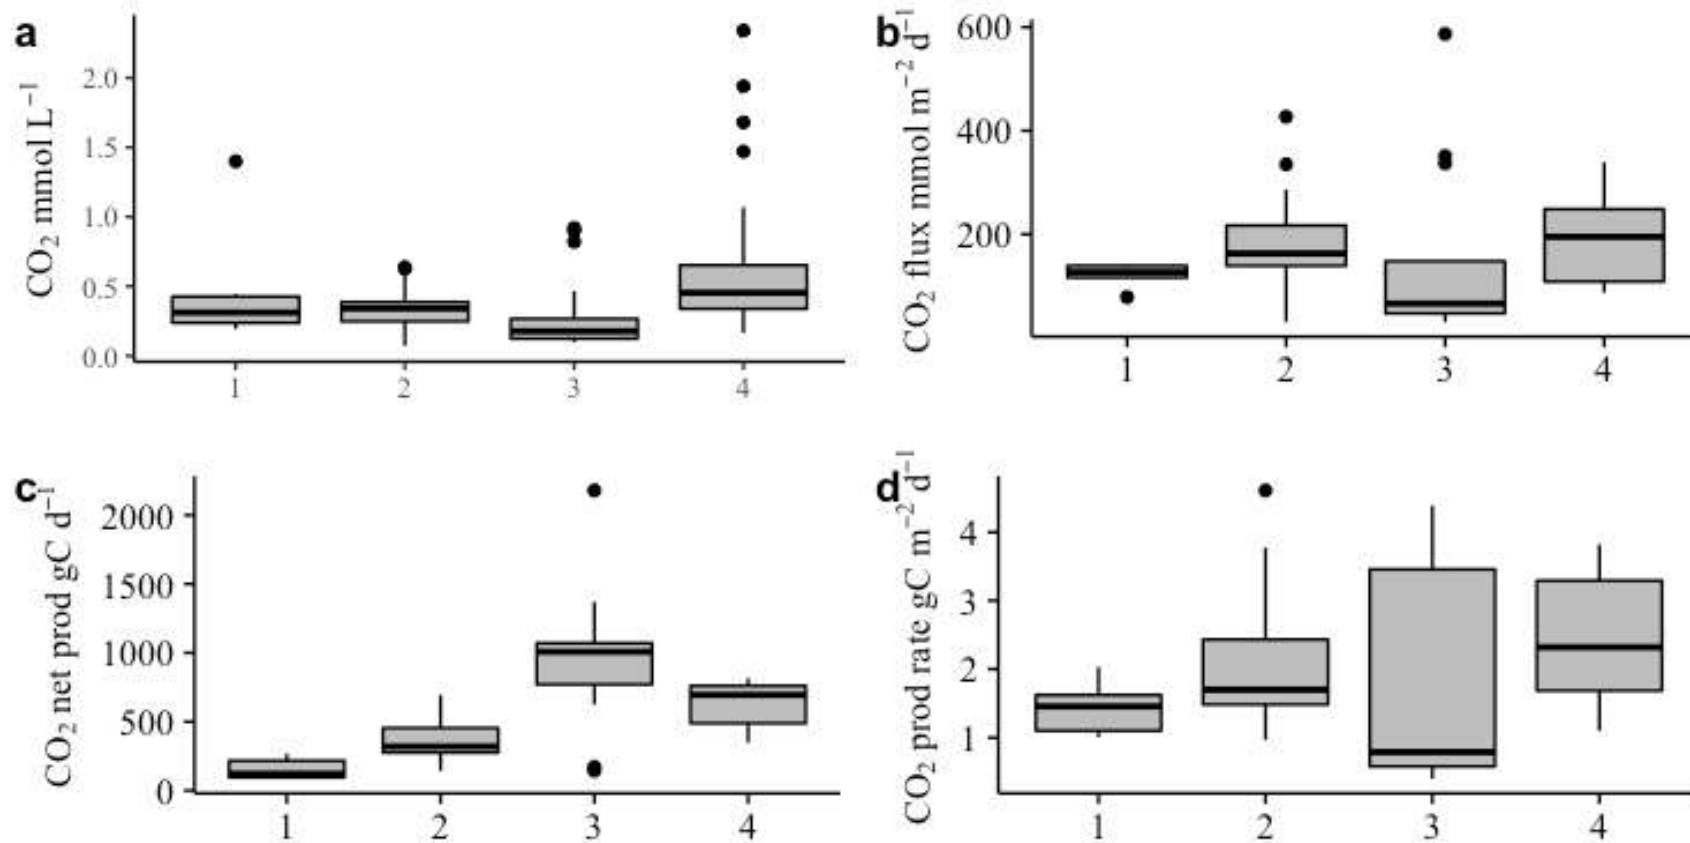 a
CO₂ mmol L⁻¹
2.0
1.5
1.0
0.5
0.0
1 2 3 4
b
CO₂ flux mmol m⁻² d⁻¹
600
400
200
1 2 3 4
c
CO₂ net prod gC d⁻¹
2000
1500
1000
500
0
1 2 3 4
d
CO₂ prod rate gC m⁻² d⁻¹
4
3
2
1
1 2 3 4